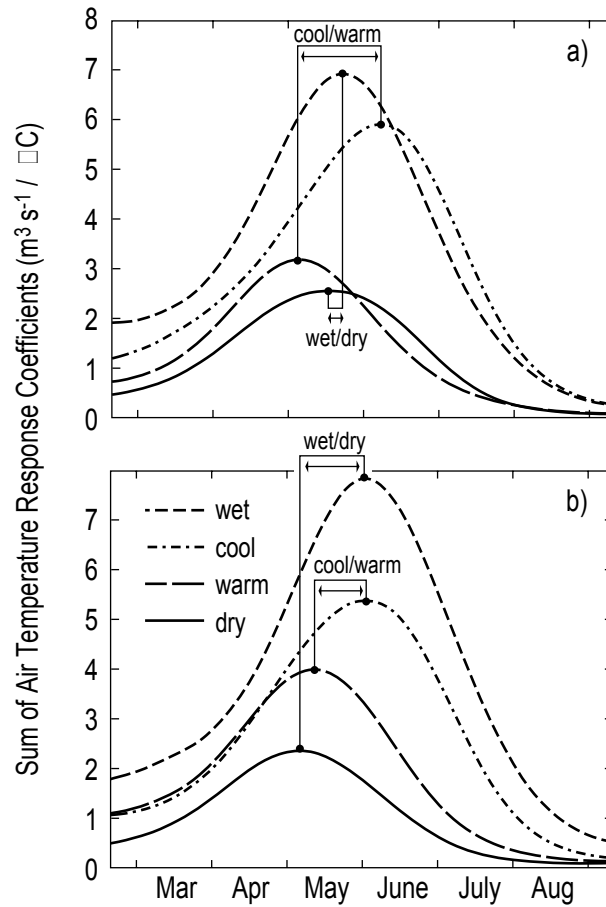 cool/warm
a)
8
7
6
5
4
3
2
1
0
wet/dry
Sum of Air Temperature Response Coefficients (m³ s⁻¹ / □C)
wet/dry
b)
7
6
5
4
3
2
1
0
wet
cool
warm
dry
cool/warm
Mar Apr May June July Aug